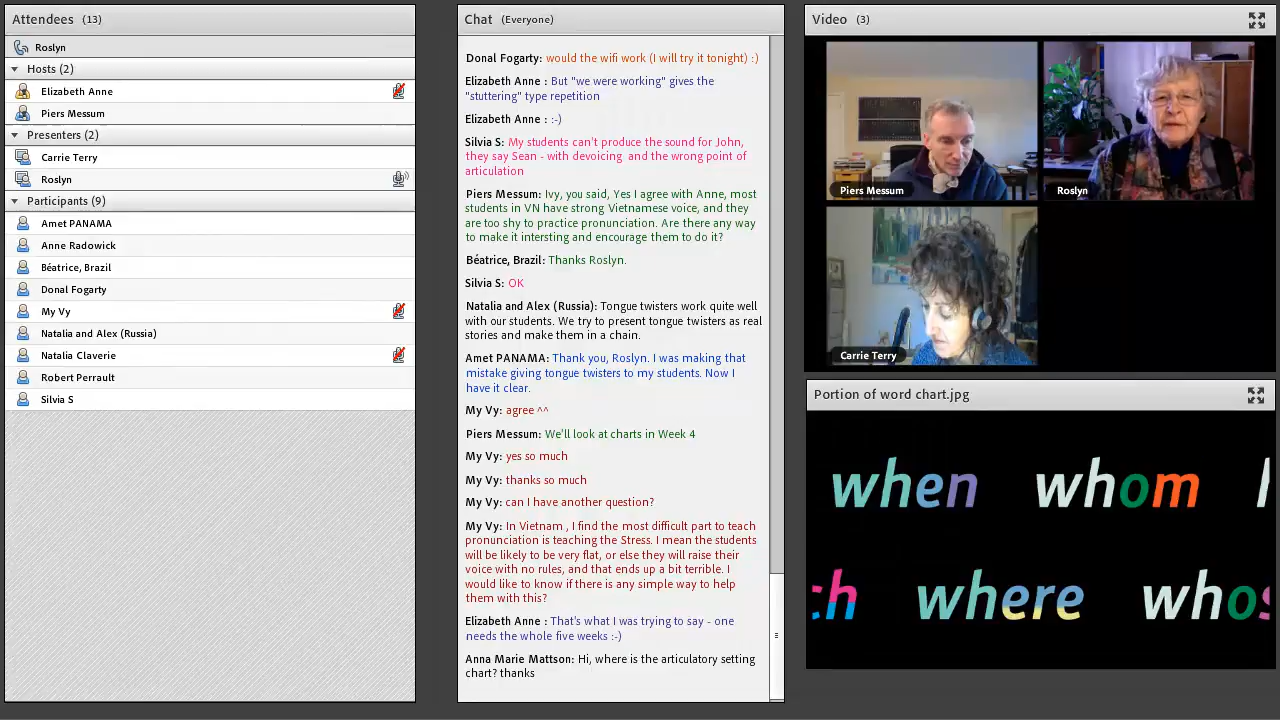 Attendees (13)
Roslyn
Hosts (2)
Elizabeth Anne
Piers Messum
Presenters (2)
Carrie Terry
Roslyn
Participants (9)
Amet PANAMA
Anne Radowick
Béatrice, Brazil
Donal Fogarty
My Vy
Natalia and Alex (Russia)
Natalia Claverie
Robert Perrault
Silvia S
Chat (Everyone)
Donal Fogarty: would the wifi work (I will try it tonight) :)
Elizabeth Anne : But "we were working" gives the
"stuttering" type repetition
Elizabeth Anne : :-)
Silvia S: My students can't produce the sound for John,
they say Sean - with devoicing and the wrong point of
articulation
Piers Messum: Ivy, you said, Yes I agree with Anne, most
students in VN have strong Vietnamese voice, and they
are too shy to practice pronunciation. Are there any way
to make it intersting and encourage them to do it?
Béatrice, Brazil: Thanks Roslyn.
Silvia S: OK
Natalia and Alex (Russia): Tongue twisters work quite well
with our students. We try to present tongue twisters as real
stories and make them in a chain.
Amet PANAMA: Thank you, Roslyn. I was making that
mistake giving tongue twisters to my students. Now I
have it clear.
My Vy: agree ^^
Piers Messum: We'll look at charts in Week 4
My Vy: yes so much
My Vy: thanks so much
My Vy: can I have another question?
My Vy: In Vietnam , I find the most difficult part to teach
pronunciation is teaching the Stress. I mean the students
will be likely to be very flat, or else they will raise their
voice with no rules, and that ends up a bit terrible. I
would like to know if there is any simple way to help
them with this?
Elizabeth Anne : That's what I was trying to say - one
needs the whole five weeks :-)
Anna Marie Mattson: Hi, where is the articulatory setting
chart? thanks
Video (3)
Piers Messum
Roslyn
Carrie Terry
Portion of word chart.jpg
when whom
ch where whos